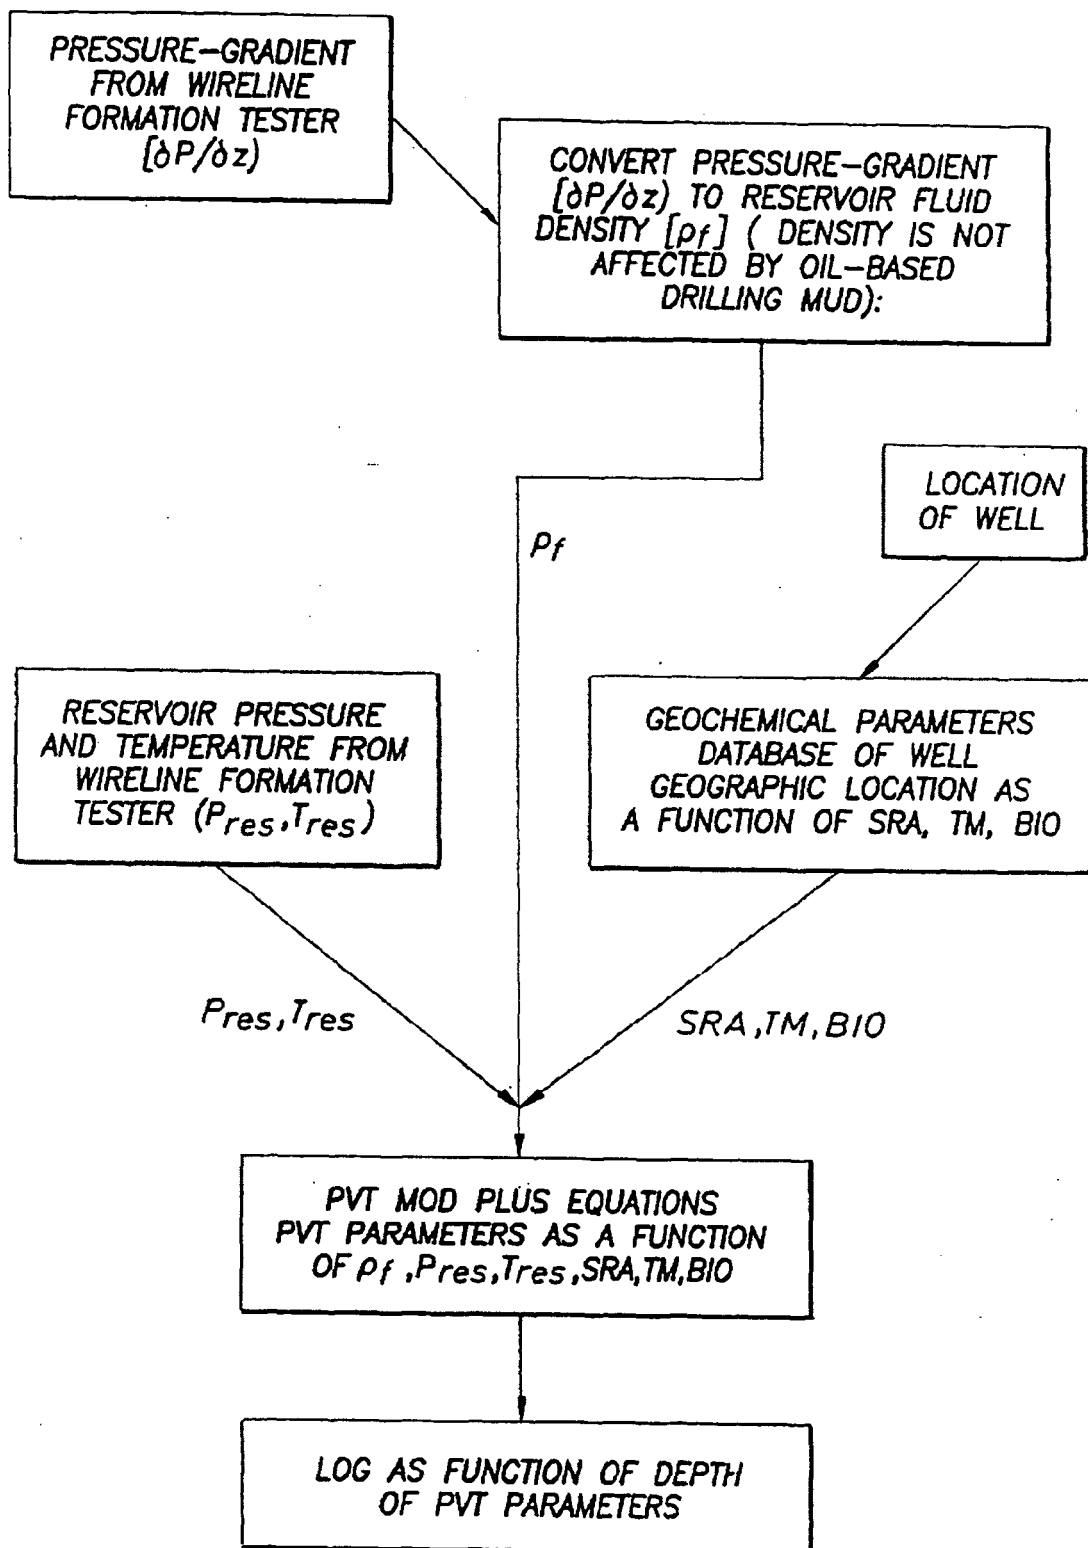 PRESSURE-GRADIENT
FROM WIRELINE
FORMATION TESTER
[∂P/∂z)
CONVERT PRESSURE-GRADIENT
[∂P/∂z) TO RESERVOIR FLUID
DENSITY [ρf] ( DENSITY IS NOT
AFFECTED BY OIL-BASED
DRILLING MUD):
LOCATION
OF WELL
ρf
RESERVOIR PRESSURE
AND TEMPERATURE FROM
WIRELINE FORMATION
TESTER (Pres,Tres)
GEOCHEMICAL PARAMETERS
DATABASE OF WELL
GEOGRAPHIC LOCATION AS
A FUNCTION OF SRA, TM, BIO
Pres,Tres
SRA,TM,BIO
PVT MOD PLUS EQUATIONS
PVT PARAMETERS AS A FUNCTION
OF ρf ,Pres,Tres,SRA,TM,BIO
LOG AS FUNCTION OF DEPTH
OF PVT PARAMETERS